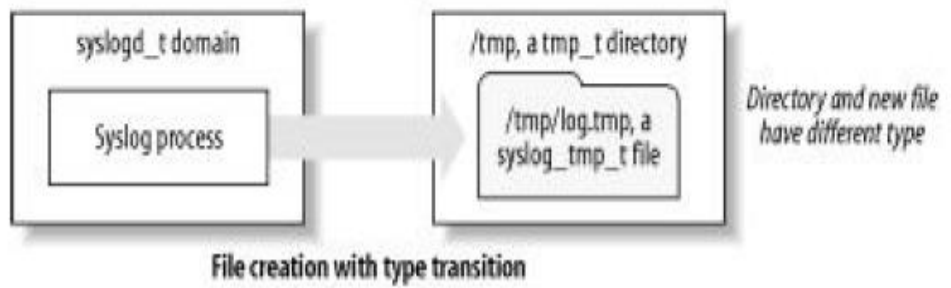 syslogd_t domain
Syslog process
/tmp, a tmp_t directory
/tmp/log.tmp, a
syslog_tmp_t file
Directory and new file
have different type
File creation with type transition